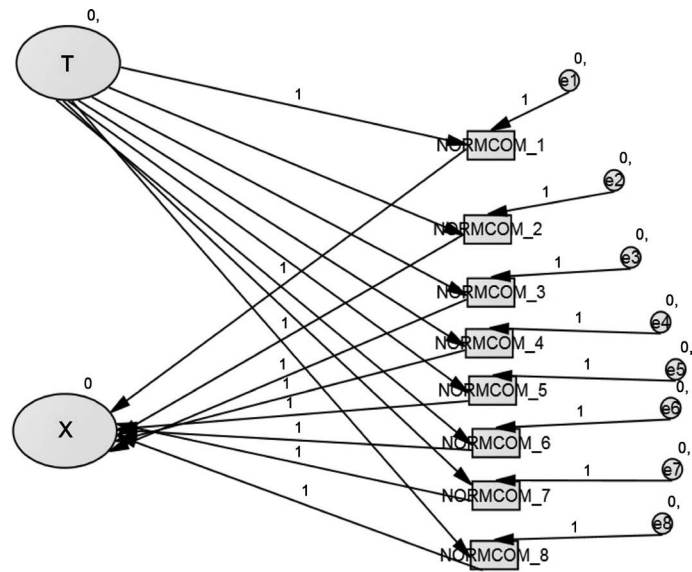 0,
T
0,
e1
1
1
NORMCOM_1
0,
e2
1
NORMCOM_2
0,
e3
1
1
NORMCOM_3
0,
e4
1
1
NORMCOM_4
0,
e5
1
1
NORMCOM_5
0
X
1
1
0,
e6
1
1
NORMCOM_6
0,
e7
1
1
NORMCOM_7
0,
e8
1
1
NORMCOM_8